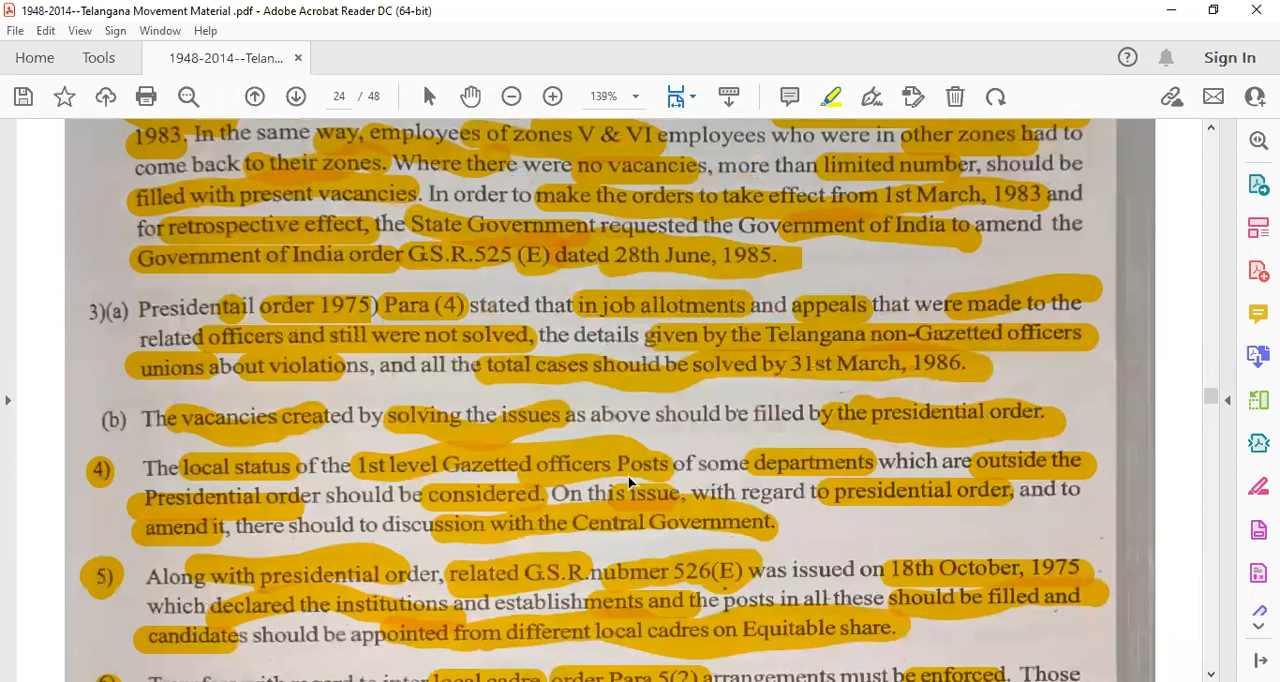 1948-2014--Telangana Movement Material .pdf - Adobe Acrobat Reader DC (64-bit)
File Edit View Sign Window Help
Home Tools 1948-2014--Telan... × Sign In
24 / 48 139%
1983. In the same way, employees of zones V & VI employees who were in other zones had to
come back to their zones. Where there were no vacancies, more than limited number, should be
filled with present vacancies. In order to make the orders to take effect from 1st March, 1983 and
for retrospective effect, the State Government requested the Government of India to amend the
Government of India order G.S.R.525 (E) dated 28th June, 1985.
3)(a) Presidentail order 1975) Para (4) stated that in job allotments and appeals that were made to the
related officers and still were not solved, the details given by the Telangana non-Gazetted officers
unions about violations, and all the total cases should be solved by 31st March, 1986.
(b) The vacancies created by solving the issues as above should be filled by the presidential order.
4) The local status of the 1st level Gazetted officers Posts of some departments which are outside the
Presidential order should be considered. On this issue, with regard to presidential order, and to
amend it, there should to discussion with the Central Government.
5) Along with presidential order, related G.S.R.nubmer 526(E) was issued on 18th October, 1975
which declared the institutions and establishments and the posts in all these should be filled and
candidates should be appointed from different local cadres on Equitable share.
local cadre order Para 5(2) arrangements must be enforced. Those